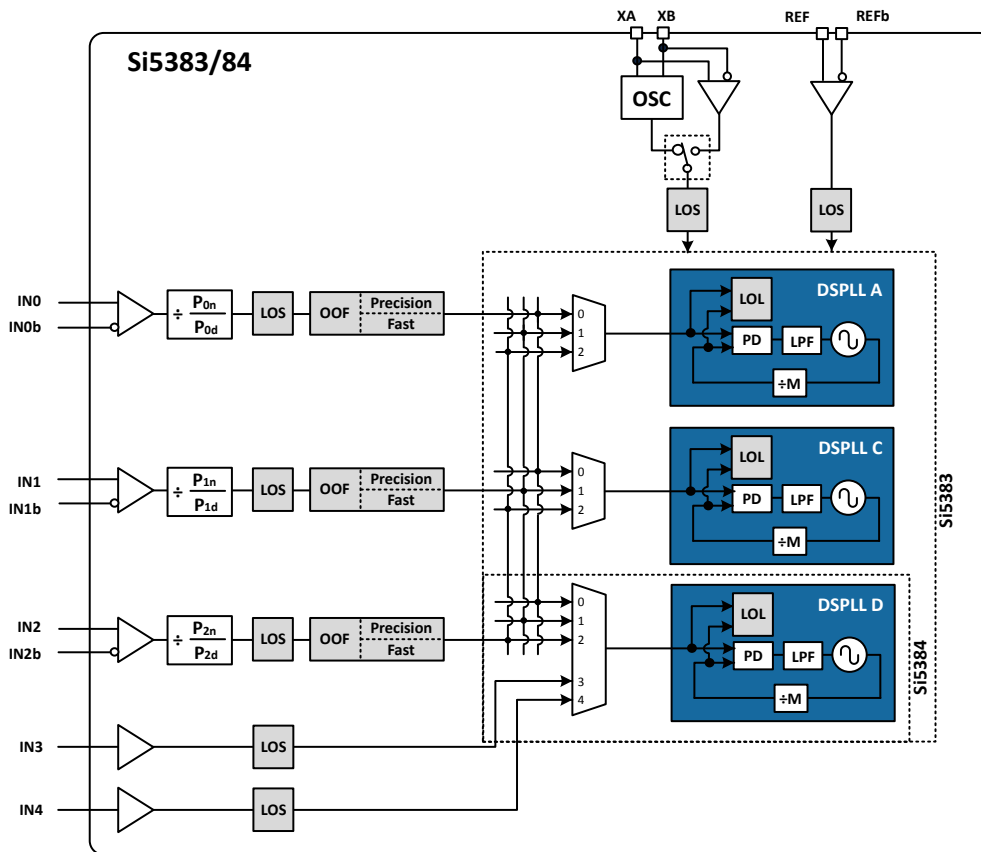 XA XB REF REFb
Si5383/84
OSC
LOS LOS
DSPLL A
LOL
IN0
IN0b
÷ P0n
P0d
LOS
OOF
Precision
Fast
0
1
2
PD LPF
÷M
DSPLL C
LOL
IN1
IN1b
÷ P1n
P1d
LOS
OOF
Precision
Fast
0
1
2
PD LPF
÷M
Si5383
DSPLL D
LOL
IN2
IN2b
÷ P2n
P2d
LOS
OOF
Precision
Fast
0
1
2
3
4
PD LPF
÷M
Si5384
IN3
LOS
IN4
LOS